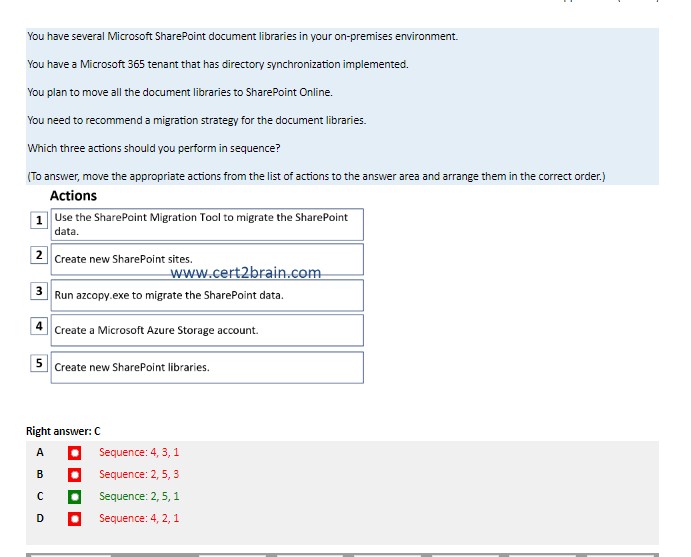 You have several Microsoft SharePoint document libraries in your on-premises environment.
You have a Microsoft 365 tenant that has directory synchronization implemented.
You plan to move all the document libraries to SharePoint Online.
You need to recommend a migration strategy for the document libraries.
Which three actions should you perform in sequence?
(To answer, move the appropriate actions from the list of actions to the answer area and arrange them in the correct order.)
Actions
1 Use the SharePoint Migration Tool to migrate the SharePoint
data.
2 Create new SharePoint sites.
www.cert2brain.com
3 Run azcopy.exe to migrate the SharePoint data.
4 Create a Microsoft Azure Storage account.
5 Create new SharePoint libraries.
Right answer: C
A Sequence: 4, 3, 1
B Sequence: 2, 5, 3
C Sequence: 2, 5, 1
D Sequence: 4, 2, 1